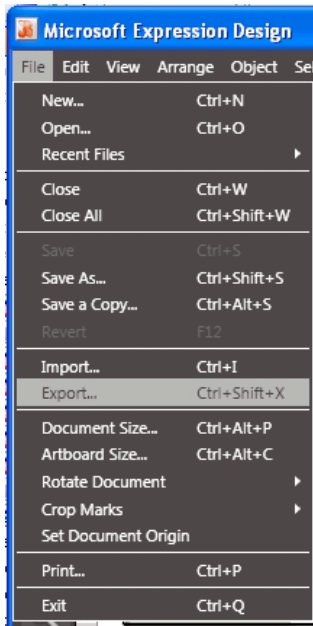 Microsoft Expression Design
File Edit View Arrange Object Se
New... Ctrl+N
Open... Ctrl+O
Recent Files
Close Ctrl+W
Close All Ctrl+Shift+W
Save Ctrl+S
Save As... Ctrl+Shift+S
Save a Copy... Ctrl+Alt+S
Revert F12
Import... Ctrl+I
Export... Ctrl+Shift+X
Document Size... Ctrl+Alt+P
Artboard Size... Ctrl+Alt+C
Rotate Document
Crop Marks
Set Document Origin
Print... Ctrl+P
Exit Ctrl+Q